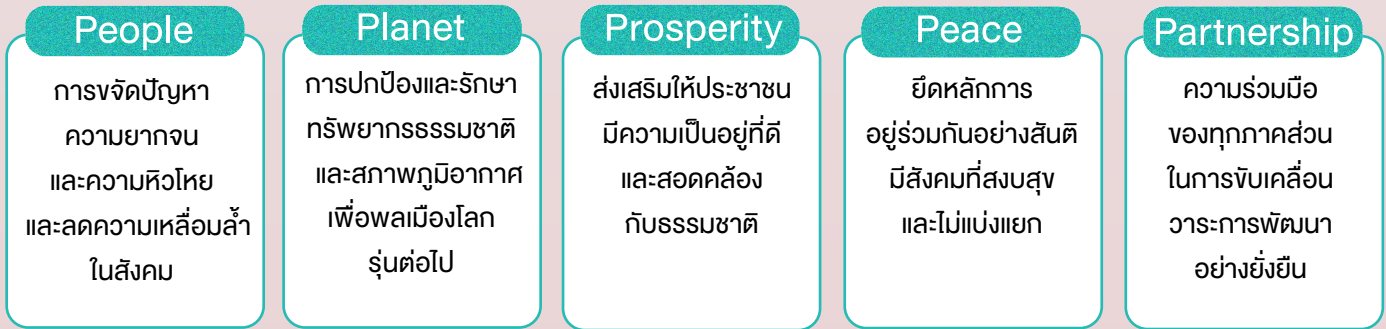 People
การขจัดปัญหา
ความยากจน
และความหิวโหย
และลดความเหลื่อมล้ำ
ในสังคม
Planet
การปกป้องและรักษา
ทรัพยากรธรรมชาติ
และสภาพภูมิอากาศ
เพื่อพลเมืองโลก
รุ่นต่อไป
Prosperity
ส่งเสริมให้ประชาชน
มีความเป็นอยู่ที่ดี
และสอดคล้อง
กับธรรมชาติ
Peace
ยึดหลักการ
อยู่ร่วมกันอย่างสันติ
มีสังคมที่สงบสุข
และไม่แบ่งแยก
Partnership
ความร่วมมือ
ของทุกภาคส่วน
ในการขับเคลื่อน
วาระการพัฒนา
อย่างยั่งยืน